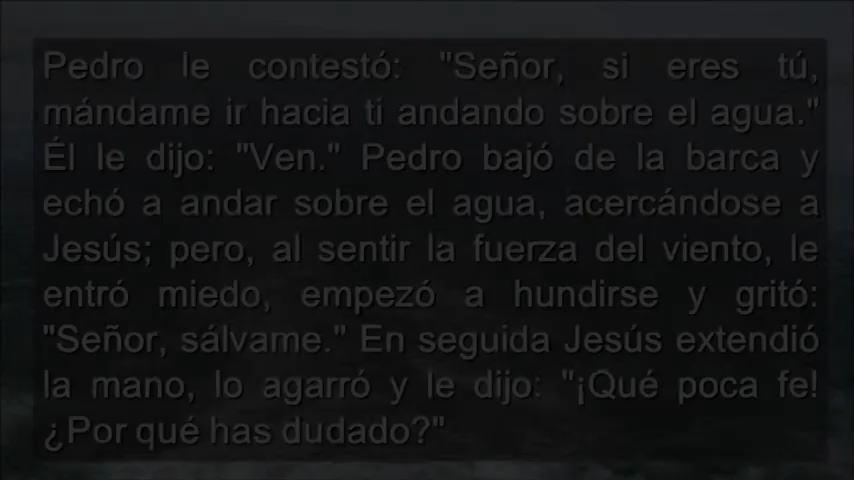 Pedro le contestó: "Señor, si eres tú,
mándame ir hacia ti andando sobre el agua."
Él le dijo: "Ven." Pedro bajó de la barca y
echó a andar sobre el agua, acercándose a
Jesús; pero, al sentir la fuerza del viento, le
entró miedo, empezó a hundirse y gritó:
"Señor, sálvame." En seguida Jesús extendió
la mano, lo agarró y le dijo: "¡Qué poca fe!
¿Por qué has dudado?"